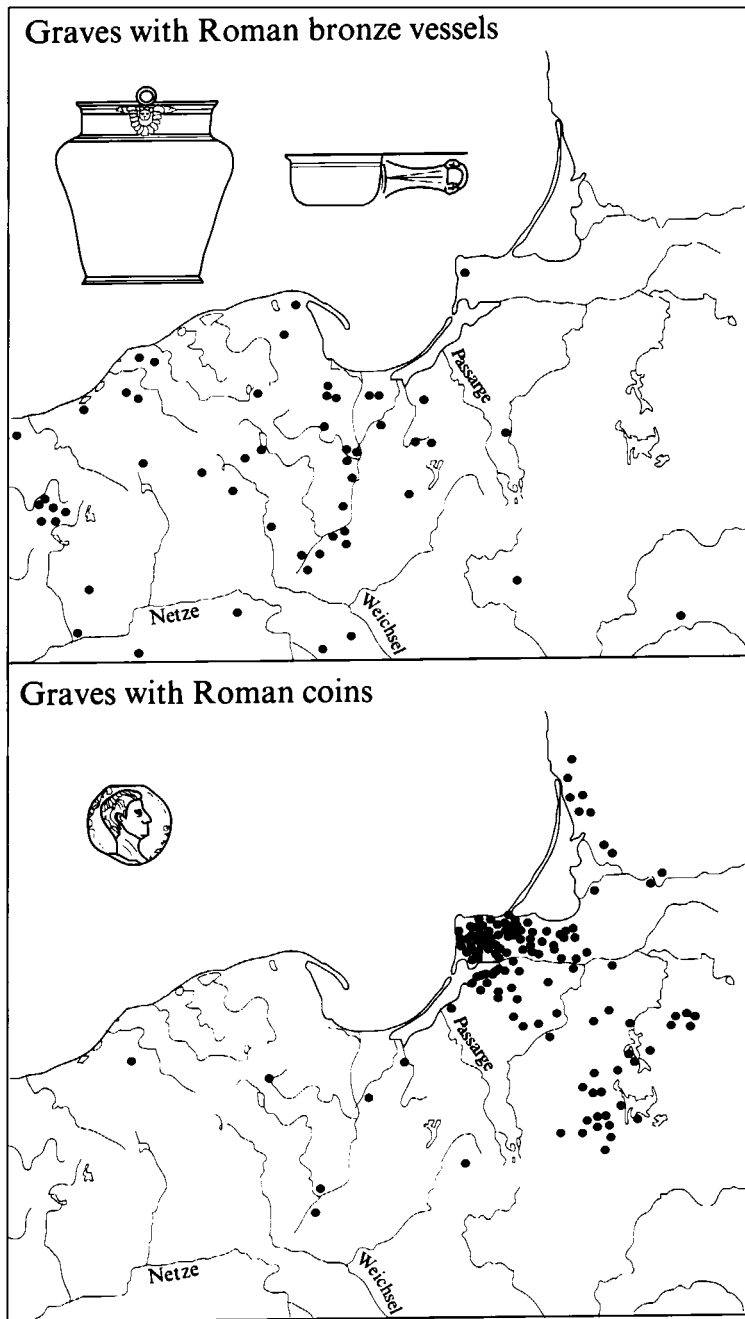 Graves with Roman bronze vessels
Passarge
Netze
Weichsel
Graves with Roman coins
Passarge
Netze
Weichsel